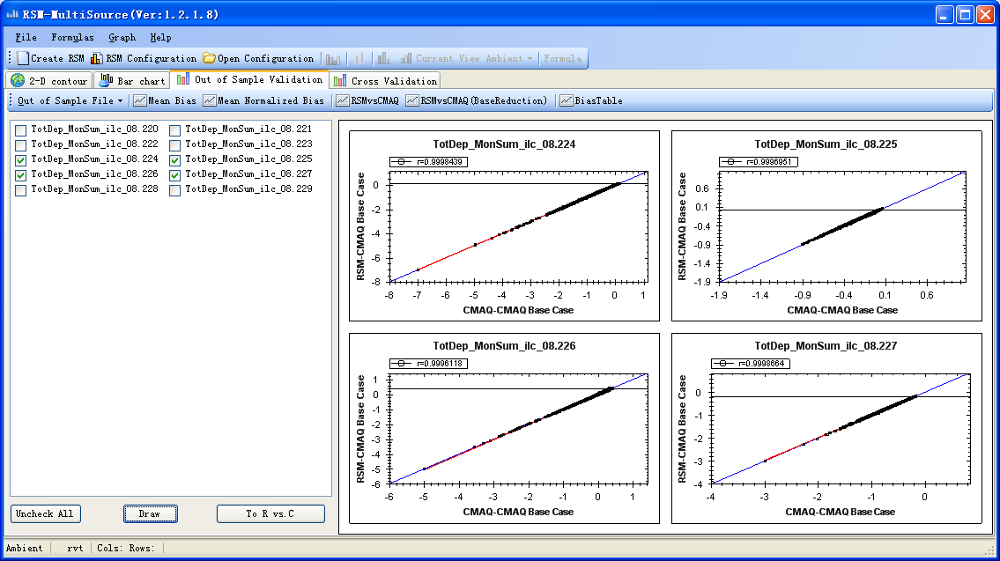 RSM-MultiSource(Ver:1.2.1.8)
File Formulas Graph Help
Create RSM RSM Configuration Open Configuration Current View Ambient Formula
2-D contour Bar chart Out of Sample Validation Cross Validation
Out of Sample File Mean Bias Mean Normalized Bias RSMvsCMAQ RSMvsCMAQ(BaseReduction) BiasTable
TotDep_MonSum_ilc_08.220 TotDep_MonSum_ilc_08.221
TotDep_MonSum_ilc_08.222 TotDep_MonSum_ilc_08.223
TotDep_MonSum_ilc_08.224 TotDep_MonSum_ilc_08.225
TotDep_MonSum_ilc_08.226 TotDep_MonSum_ilc_08.227
TotDep_MonSum_ilc_08.228 TotDep_MonSum_ilc_08.229
Uncheck All Draw To R vs.C
TotDep_MonSum_ilc_08.224
r=0.9998439
RSM-CMAQ Base Case
0
-2
-4
-6
-8
-8 -7 -6 -5 -4 -3 -2 -1 0 1
CMAQ-CMAQ Base Case
TotDep_MonSum_ilc_08.225
r=0.9996951
RSM-CMAQ Base Case
0.6
0.1
-0.4
-0.9
-1.4
-1.9
-1.9 -1.4 -0.9 -0.4 0.1 0.6
CMAQ-CMAQ Base Case
TotDep_MonSum_ilc_08.226
r=0.9996118
RSM-CMAQ Base Case
1
0
-1
-2
-3
-4
-5
-6
-6 -5 -4 -3 -2 -1 0 1
CMAQ-CMAQ Base Case
TotDep_MonSum_ilc_08.227
r=0.9998664
RSM-CMAQ Base Case
0
-1
-2
-3
-4
-4 -3 -2 -1 0
CMAQ-CMAQ Base Case
Ambient rvt Cols: Rows: